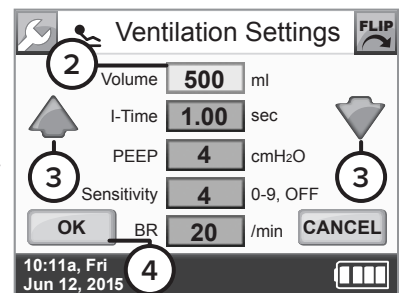 Ventilation Settings FLIP
2
Volume 500 ml
I-Time 1.00 sec
PEEP 4 cmH2O
3 3
Sensitivity 4 0-9, OFF
OK BR 20 /min CANCEL
4
10:11a, Fri
Jun 12, 2015